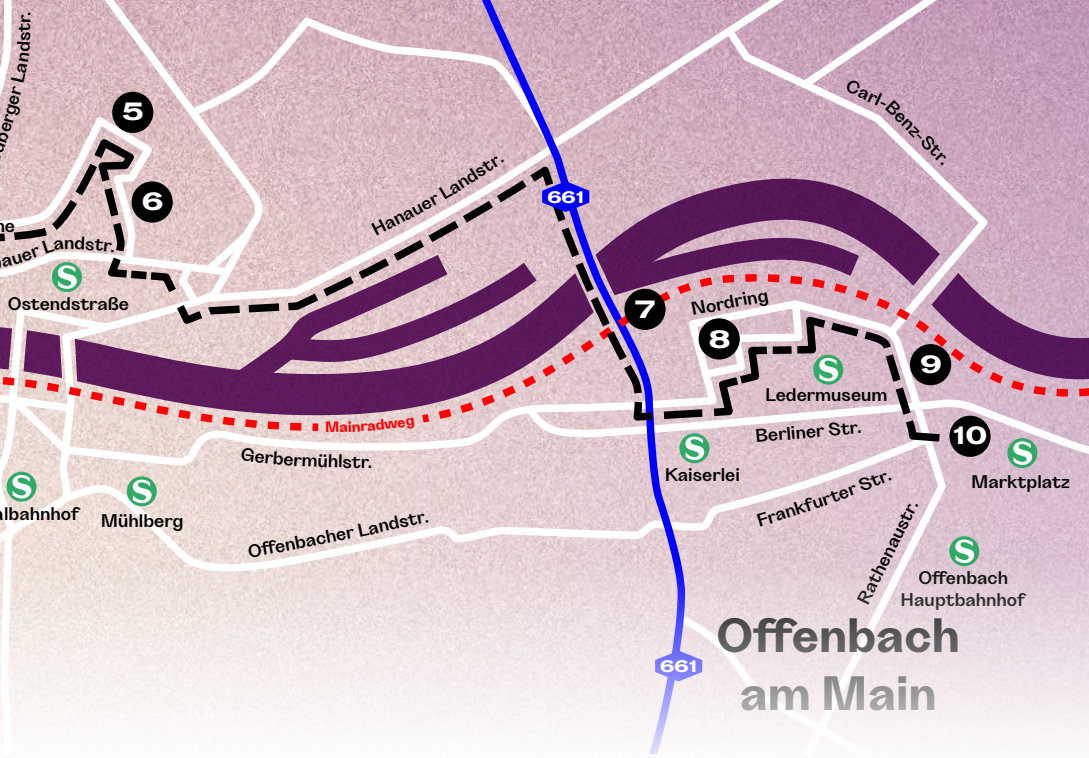 5
Carl-Benz-Str.
Hanauer Landstr.
661
6
auer Landstr.
S
Ostendstraße
7
Nordring
8
9
S
Ledermuseum
Mainradweg
Berliner Str.
10
Gerbermühlstr.
S
Kaiserlei
S
Marktplatz
S
albahnhof
S
Mühlberg
Frankfurter Str.
Offenbacher Landstr.
Rathenaustr.
S
Offenbach
Hauptbahnhof
Offenbach
am Main
661